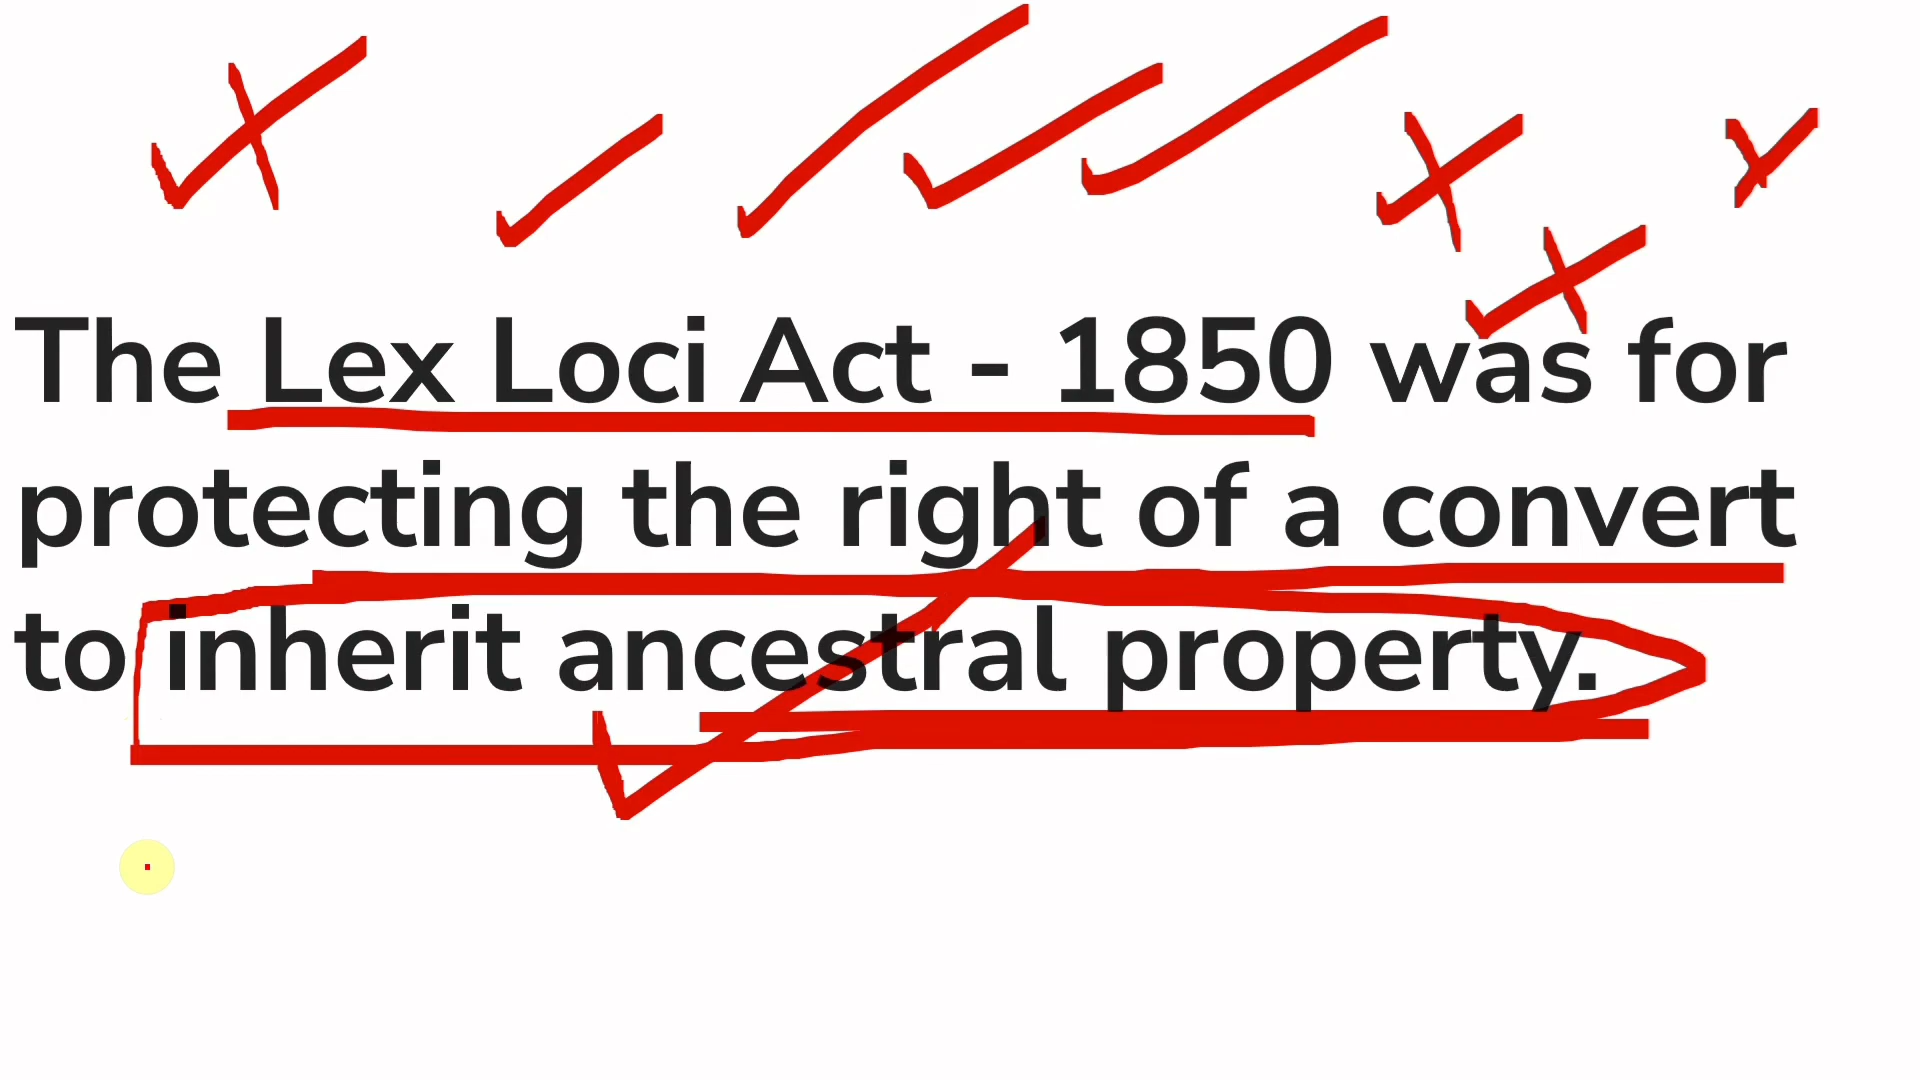 The Lex Loci Act - 1850 was for
protecting the right of a convert
to inherit ancestral property.